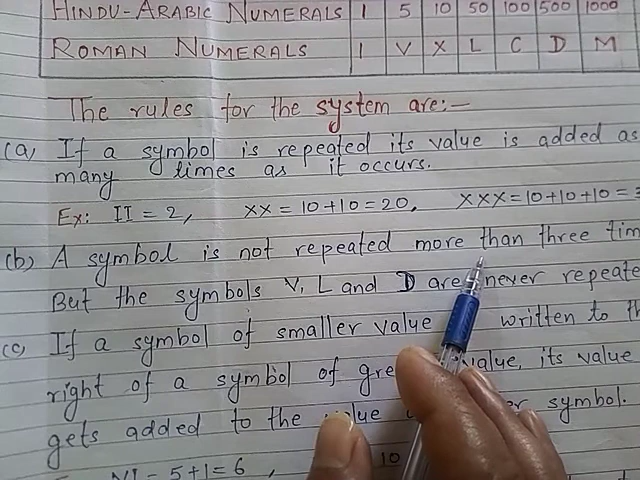 HINDU-ARABIC NUMERALS 1 5 10 50 100 500 1000
ROMAN NUMERALS I V X L C D M
The rules for the system are:-
(a) If a symbol is repeated its value is added as
many times as it occurs.
Ex: II = 2, XX = 10+10=20, XXX=10+10+10=3
(b) A symbol is not repeated more than three tim
But the symbols V, L and D are never repeate
(c) If a symbol of smaller value written to th
right of a symbol of gre value, its value
gets added to the value symbol.
VI = 5+1=6, 10